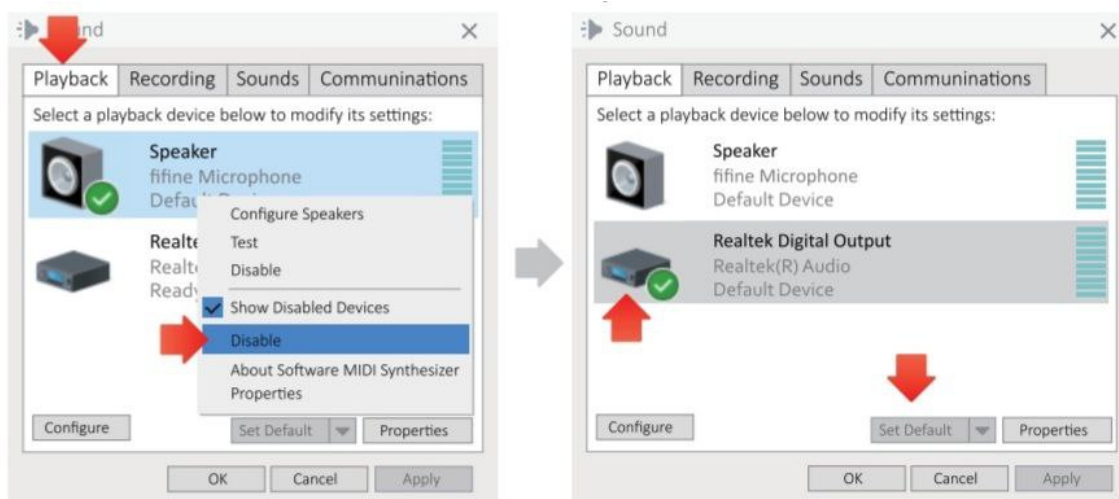 Sound
Playback Recording Sounds Communinations
Select a playback device below to modify its settings:
Speaker
fifine Microphone
Configure Speakers
Test
Disable
Show Disabled Devices
Disable
About Software MIDI Synthesizer
Properties
Configure
Set Default
Properties
OK
Cancel
Apply
Sound
Playback Recording Sounds Communinations
Select a playback device below to modify its settings:
Speaker
fifine Microphone
Default Device
Realtek Digital Output
Realtek(R) Audio
Default Device
Configure
Set Default
Properties
OK
Cancel
Apply